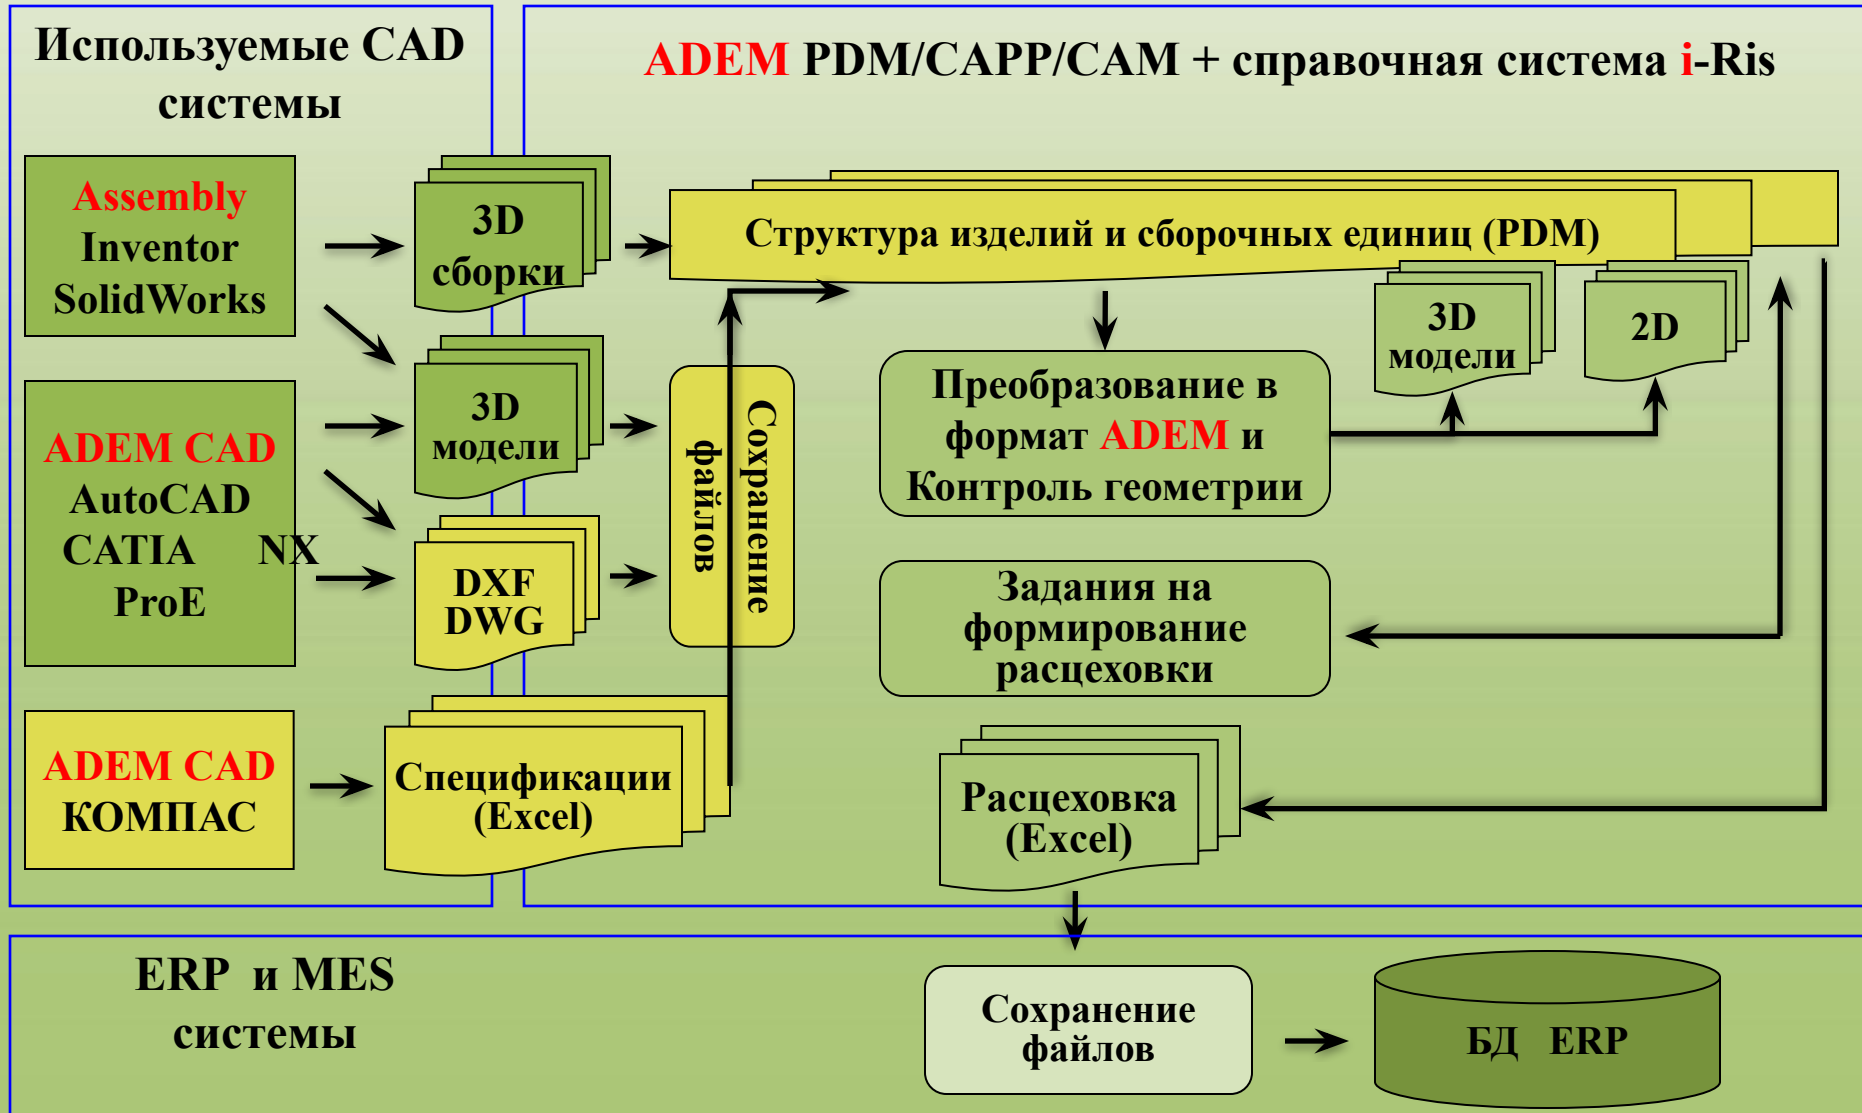 Используемые CAD
системы
ADEM PDM/CAPP/CAM + справочная система i-Ris
Assembly
Inventor
SolidWorks
3D
сборки
Структура изделий и сборочных единиц (PDM)
3D
модели
2D
ADEM CAD
AutoCAD
CATIA NX
ProE
3D
модели
DXF
DWG
Сохранение
файлов
Преобразование в
формат ADEM и
Контроль геометрии
Задания на
формирование
расцеховки
ADEM CAD
КОМПАС
Спецификации
(Excel)
Расцеховка
(Excel)
ERP и MES
системы
Сохранение
файлов
БД ERP